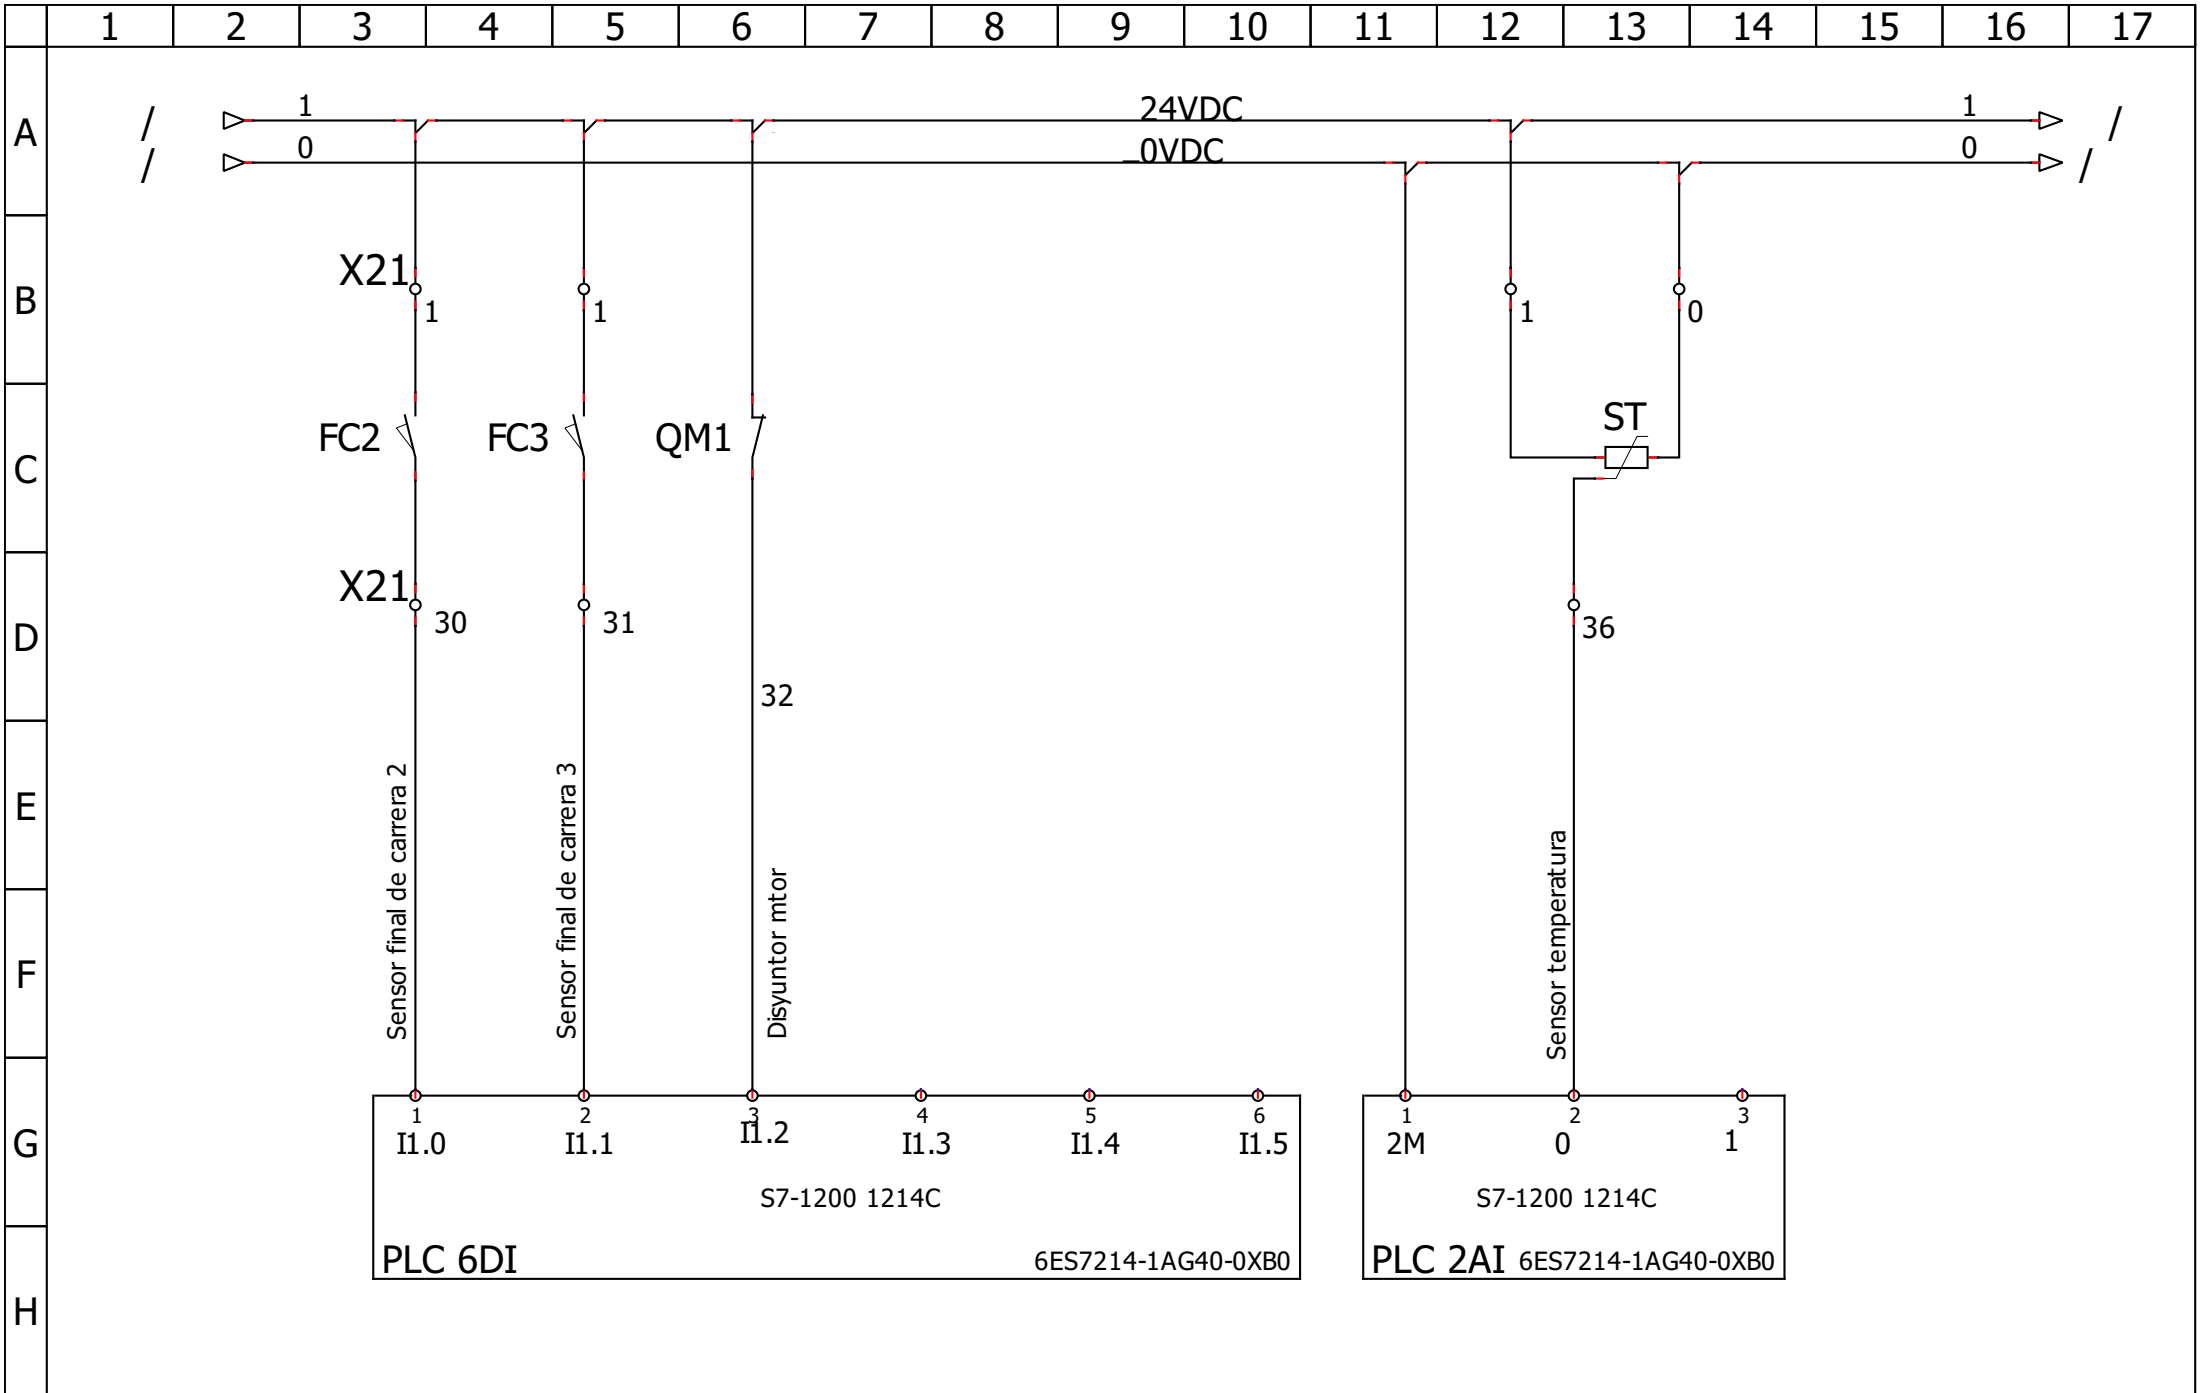 1 2 3 4 5 6 7 8 9 10 11 12 13 14 15 16 17
A
/ 1 24VDC 1 /
/ 0 _0VDC 0 /
B
X21
1 1 1 0
C
FC2 FC3 QM1 ST
D
X21
30 31 36
32
E
Sensor final de carrera 2
Sensor final de carrera 3
Disyuntor mtor
Sensor temperatura
F
G
1 2 3 4 5 6 1 2 3
I1.0 I1.1 I1.2 I1.3 I1.4 I1.5 2M 0 1
S7-1200 1214C S7-1200 1214C
PLC 6DI 6ES7214-1AG40-0XB0 PLC 2AI 6ES7214-1AG40-0XB0
H